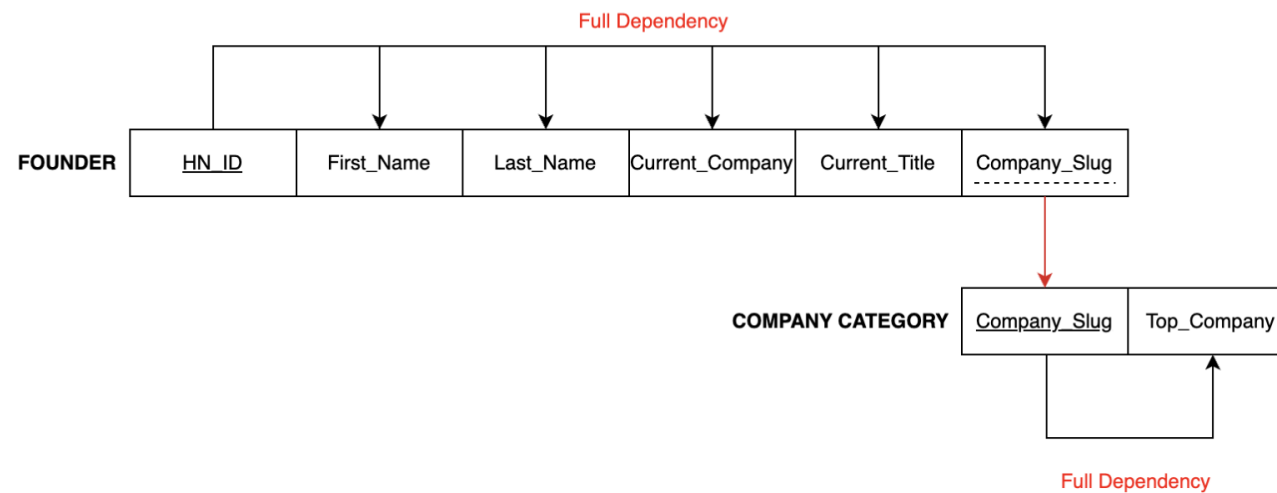 Full Dependency
FOUNDER HN_ID First_Name Last_Name Current_Company Current_Title Company_Slug
COMPANY CATEGORY Company_Slug Top_Company
Full Dependency